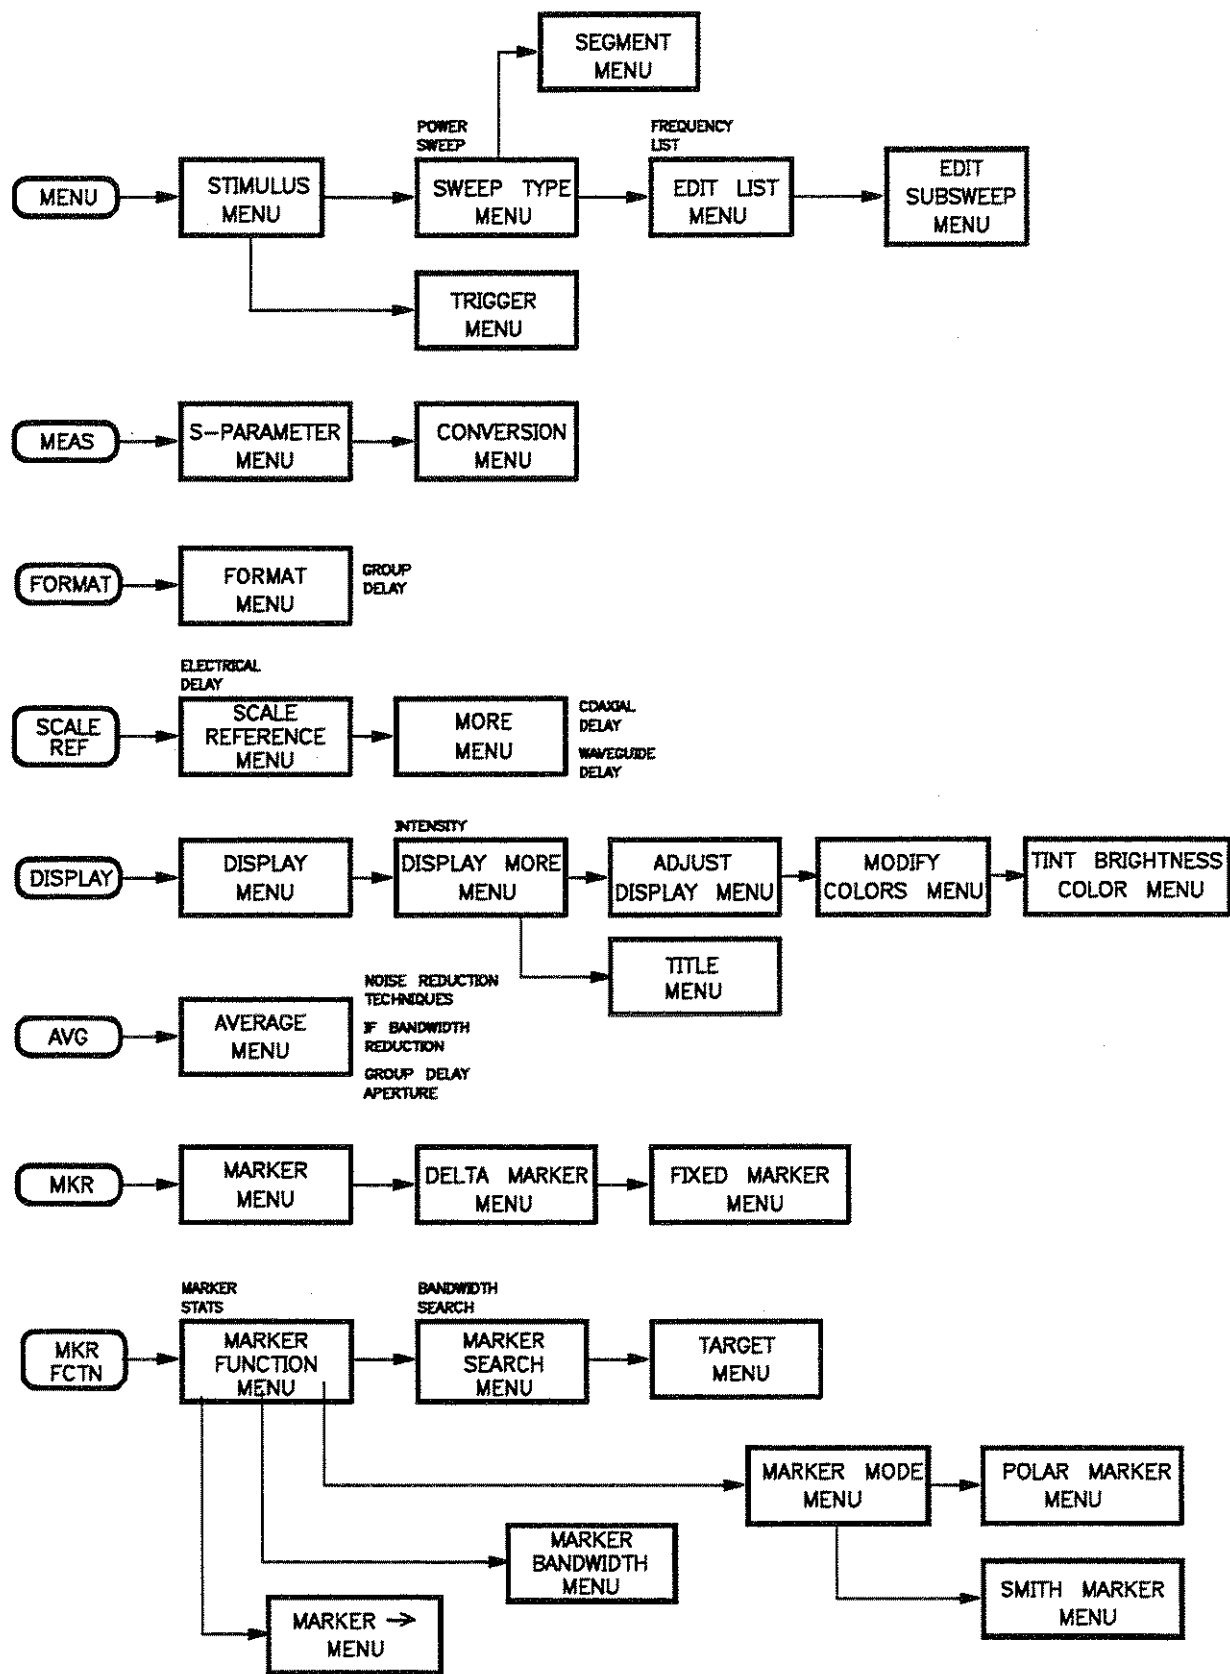 SEGMENT
MENU
POWER
SWEEP
FREQUENCY
LIST
MENU
STIMULUS
MENU
SWEEP TYPE
MENU
EDIT LIST
MENU
EDIT
SUBSWEEP
MENU
TRIGGER
MENU
MEAS
S-PARAMETER
MENU
CONVERSION
MENU
FORMAT
FORMAT
MENU
GROUP
DELAY
ELECTRICAL
DELAY
SCALE
REF
SCALE
REFERENCE
MENU
MORE
MENU
COAXIAL
DELAY
WAVEGUIDE
DELAY
INTENSITY
DISPLAY
DISPLAY
MENU
DISPLAY MORE
MENU
ADJUST
DISPLAY MENU
MODIFY
COLORS MENU
TINT BRIGHTNESS
COLOR MENU
TITLE
MENU
AVG
AVERAGE
MENU
NOISE REDUCTION
TECHNIQUES
IF BANDWIDTH
REDUCTION
GROUP DELAY
APERTURE
MKR
MARKER
MENU
DELTA MARKER
MENU
FIXED MARKER
MENU
MARKER
STATS
BANDWIDTH
SEARCH
MKR
FCTN
MARKER
FUNCTION
MENU
MARKER
SEARCH
MENU
TARGET
MENU
MARKER MODE
MENU
POLAR MARKER
MENU
MARKER
BANDWIDTH
MENU
SMITH MARKER
MENU
MARKER →
MENU